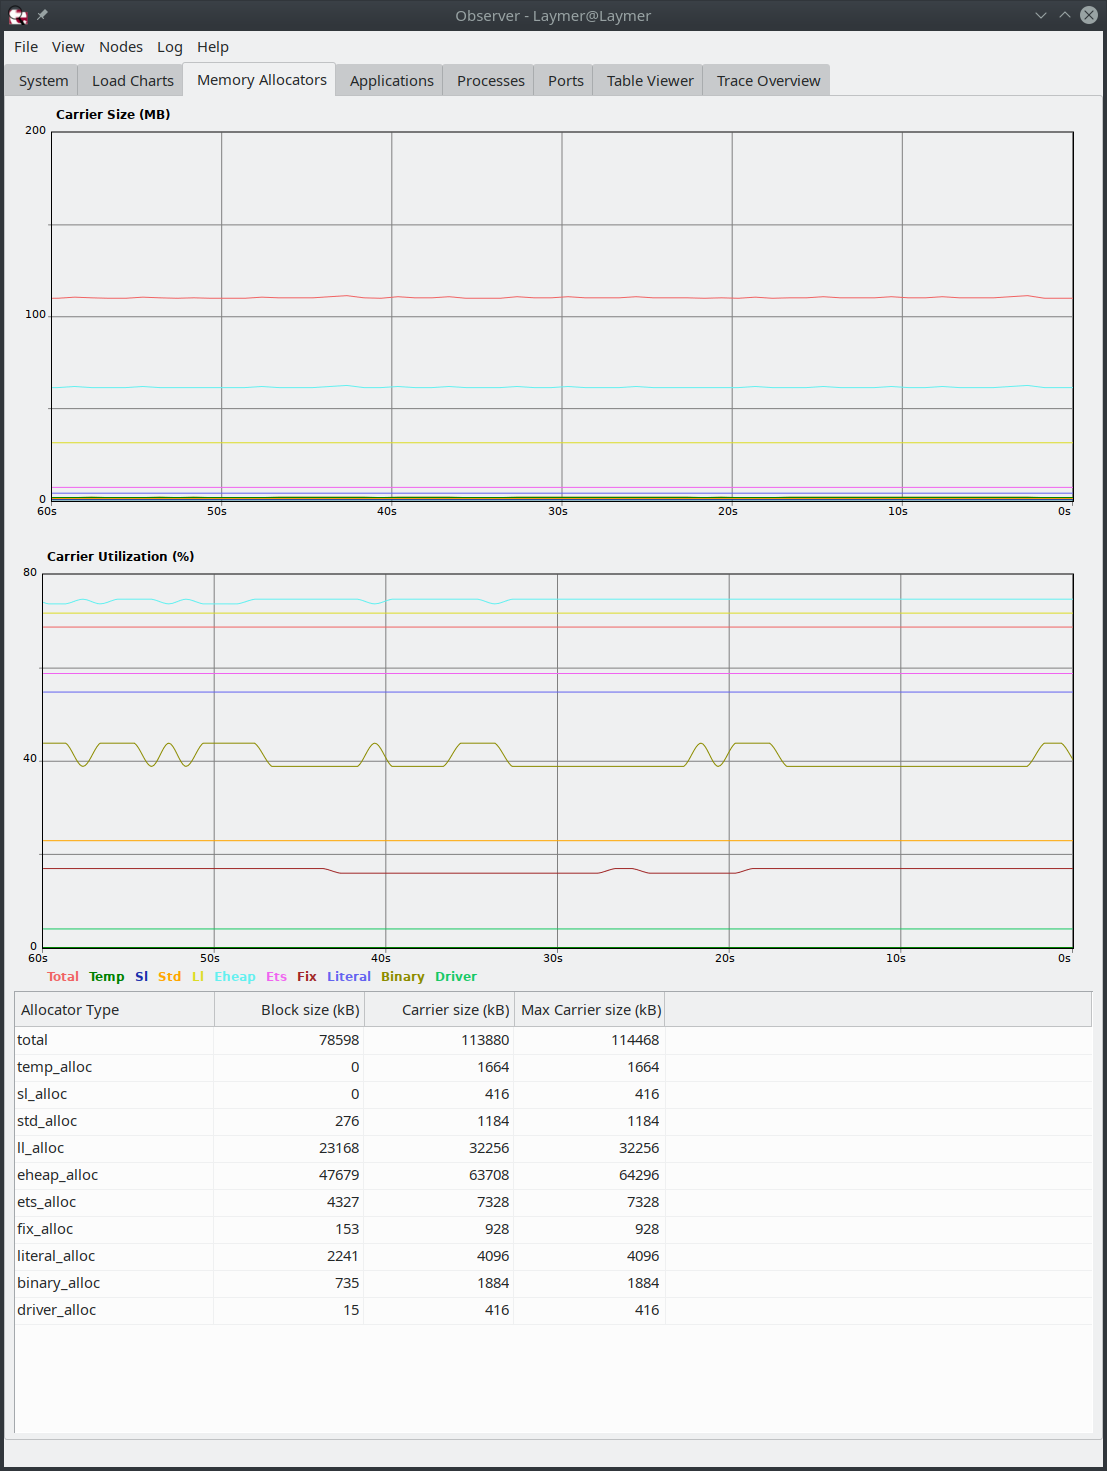 Observer - Laymer@Laymer
File View Nodes Log Help
System Load Charts Memory Allocators Applications Processes Ports Table Viewer Trace Overview
Carrier Size (MB)
200
100
0
60s 50s 40s 30s 20s 10s 0s
Carrier Utilization (%)
80
40
0
60s 50s 40s 30s 20s 10s 0s
Total Temp Sl Std Ll Eheap Ets Fix Literal Binary Driver
Allocator Type Block size (kB) Carrier size (kB) Max Carrier size (kB)
total 78598 113880 114468
temp_alloc 0 1664 1664
sl_alloc 0 416 416
std_alloc 276 1184 1184
ll_alloc 23168 32256 32256
eheap_alloc 47679 63708 64296
ets_alloc 4327 7328 7328
fix_alloc 153 928 928
literal_alloc 2241 4096 4096
binary_alloc 735 1884 1884
driver_alloc 15 416 416